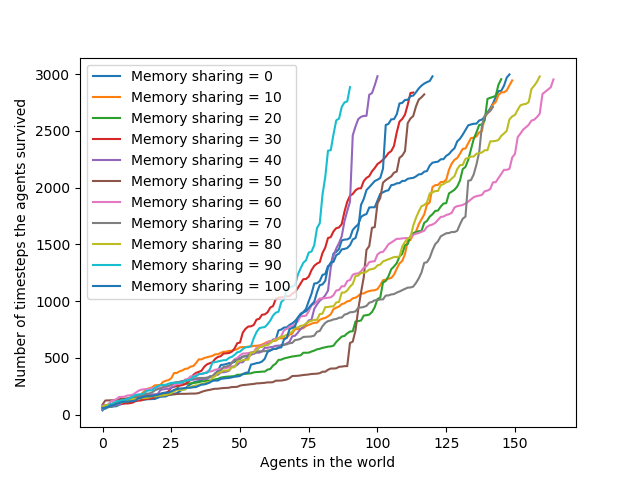 3000
2500
2000
1500
1000
500
0
Number of timesteps the agents survived
Memory sharing = 0
Memory sharing = 10
Memory sharing = 20
Memory sharing = 30
Memory sharing = 40
Memory sharing = 50
Memory sharing = 60
Memory sharing = 70
Memory sharing = 80
Memory sharing = 90
Memory sharing = 100
0 25 50 75 100 125 150
Agents in the world